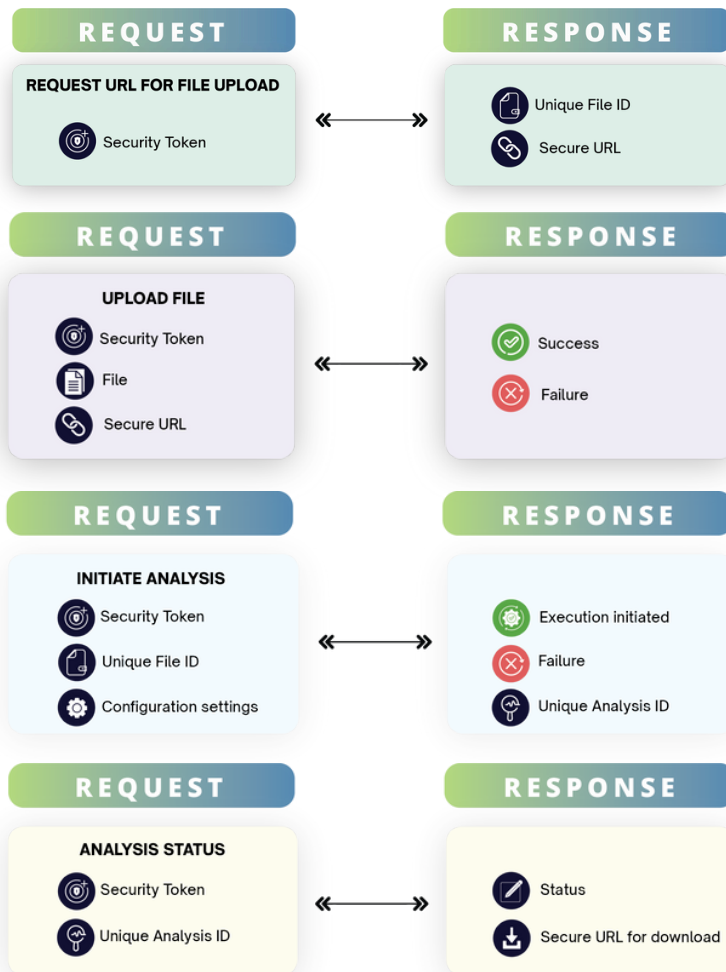 REQUEST
RESPONSE
REQUEST URL FOR FILE UPLOAD
Security Token
Unique File ID
Secure URL
REQUEST
RESPONSE
UPLOAD FILE
Security Token
File
Secure URL
Success
Failure
REQUEST
RESPONSE
INITIATE ANALYSIS
Security Token
Unique File ID
Configuration settings
Execution initiated
Failure
Unique Analysis ID
REQUEST
RESPONSE
ANALYSIS STATUS
Security Token
Unique Analysis ID
Status
Secure URL for download